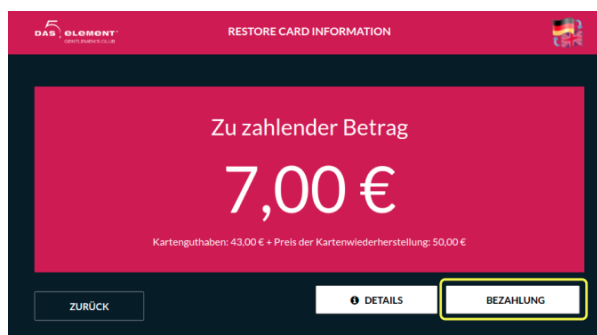 5
DAS element
GENTLEMEN'S CLUB
RESTORE CARD INFORMATION
Zu zahlender Betrag
7,00 €
Kartenguthaben: 43,00 € + Preis der Kartenwiederherstellung: 50,00 €
ZURÜCK
DETAILS
BEZAHLUNG